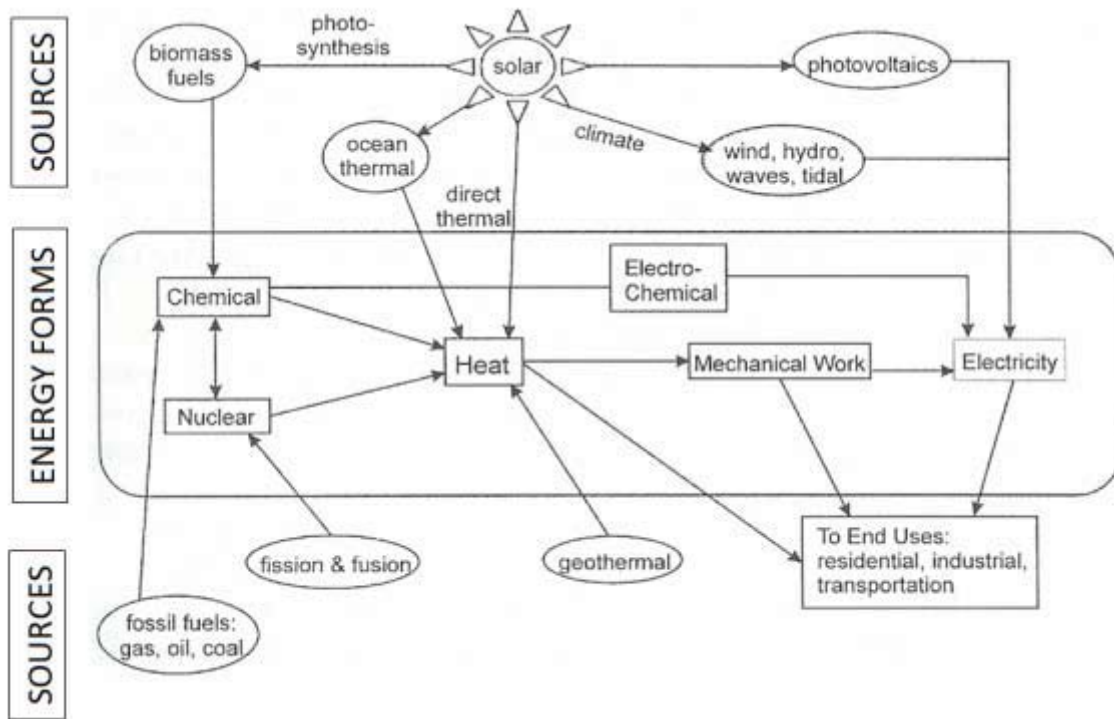 SOURCES
photo-
synthesis
biomass
fuels
solar
photovoltaics
ocean
thermal
climate
wind, hydro,
waves, tidal
direct
thermal
ENERGY FORMS
Electro-
Chemical
Chemical
Heat
Mechanical Work
Electricity
Nuclear
SOURCES
fission & fusion
geothermal
To End Uses:
residential, industrial,
transportation
fossil fuels:
gas, oil, coal